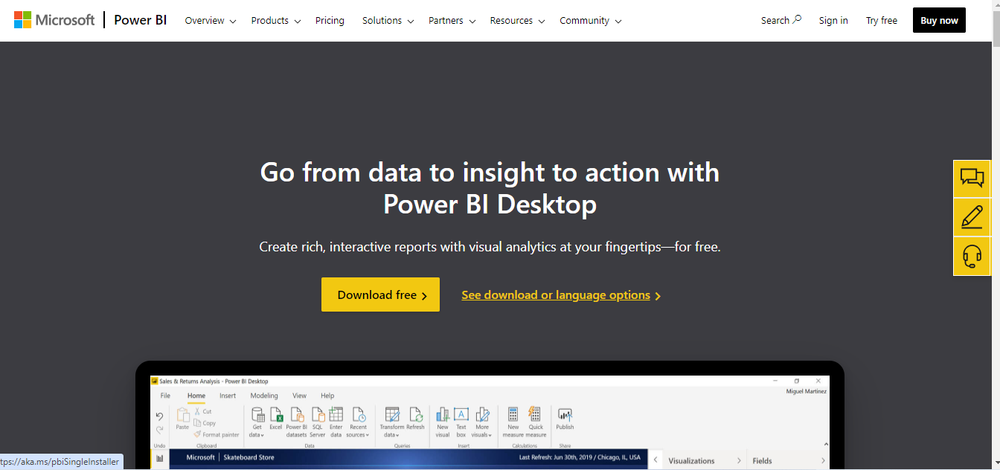 Microsoft Power BI Overview Products Pricing Solutions Partners Resources Community Search Sign in Try free Buy now
Go from data to insight to action with
Power BI Desktop
Create rich, interactive reports with visual analytics at your fingertips—for free.
Download free
See download or language options
Sales & Returns Analysis - Power BI Desktop
Miguel Martinez
File Home Insert Modeling View Help
Cut
Copy
Format painter
Paste
Get data
Excel
Power BI datasets
SQL Server
Enter data
Recent sources
Transform data
Refresh
New visual
Text box
More visuals
New measure
Quick measure
Publish
Undo Clipboard Data Queries Insert Calculations Share
Microsoft Skateboard Store Last Refresh: Jun 30th, 2019 / Chicago, IL, USA
Visualizations Fields
tps://aka.ms/pbiSingleInstaller